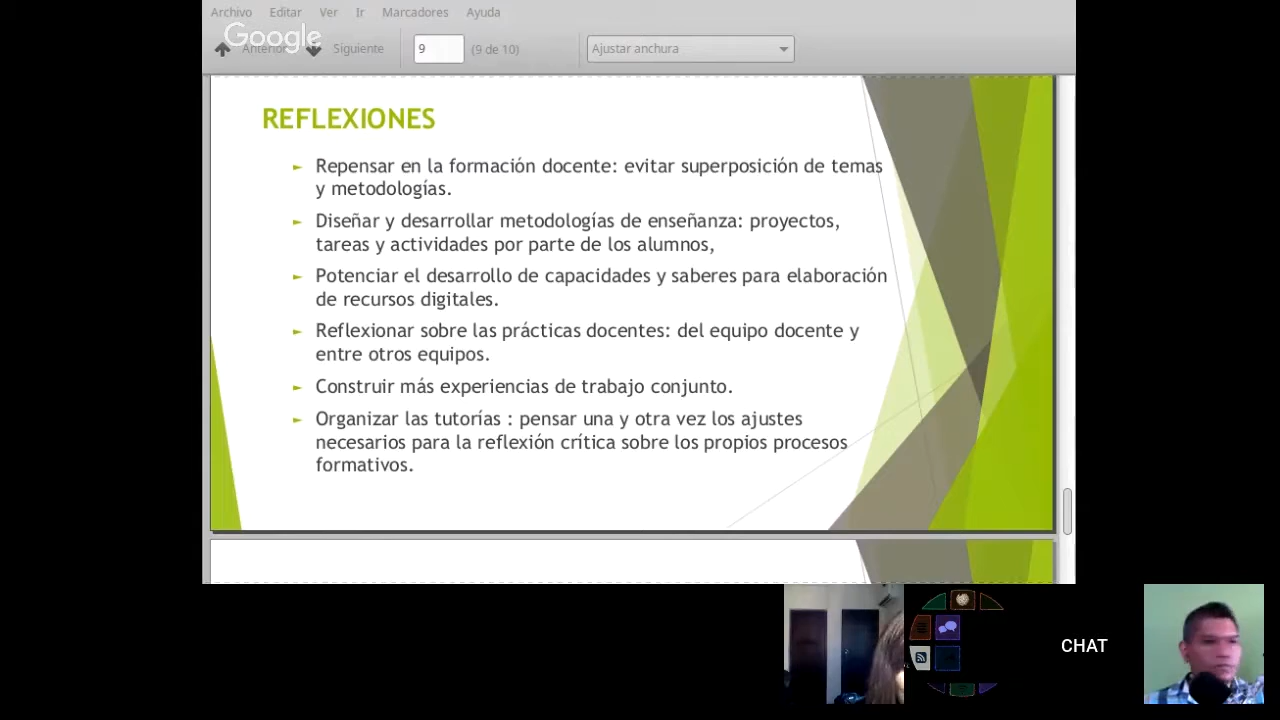 Archivo Editar Ver Ir Marcadores Ayuda
Google
Anterior Siguiente 9 (9 de 10) Ajustar anchura
REFLEXIONES
► Repensar en la formación docente: evitar superposición de temas
y metodologías.
► Diseñar y desarrollar metodologías de enseñanza: proyectos,
tareas y actividades por parte de los alumnos,
► Potenciar el desarrollo de capacidades y saberes para elaboración
de recursos digitales.
► Reflexionar sobre las prácticas docentes: del equipo docente y
entre otros equipos.
► Construir más experiencias de trabajo conjunto.
► Organizar las tutorías : pensar una y otra vez los ajustes
necesarios para la reflexión crítica sobre los propios procesos
formativos.
CHAT